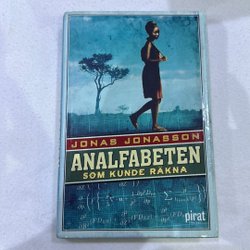 JONAS JONASSON
ANALFABETEN
SOM KUNDE RÄKNA
pirat